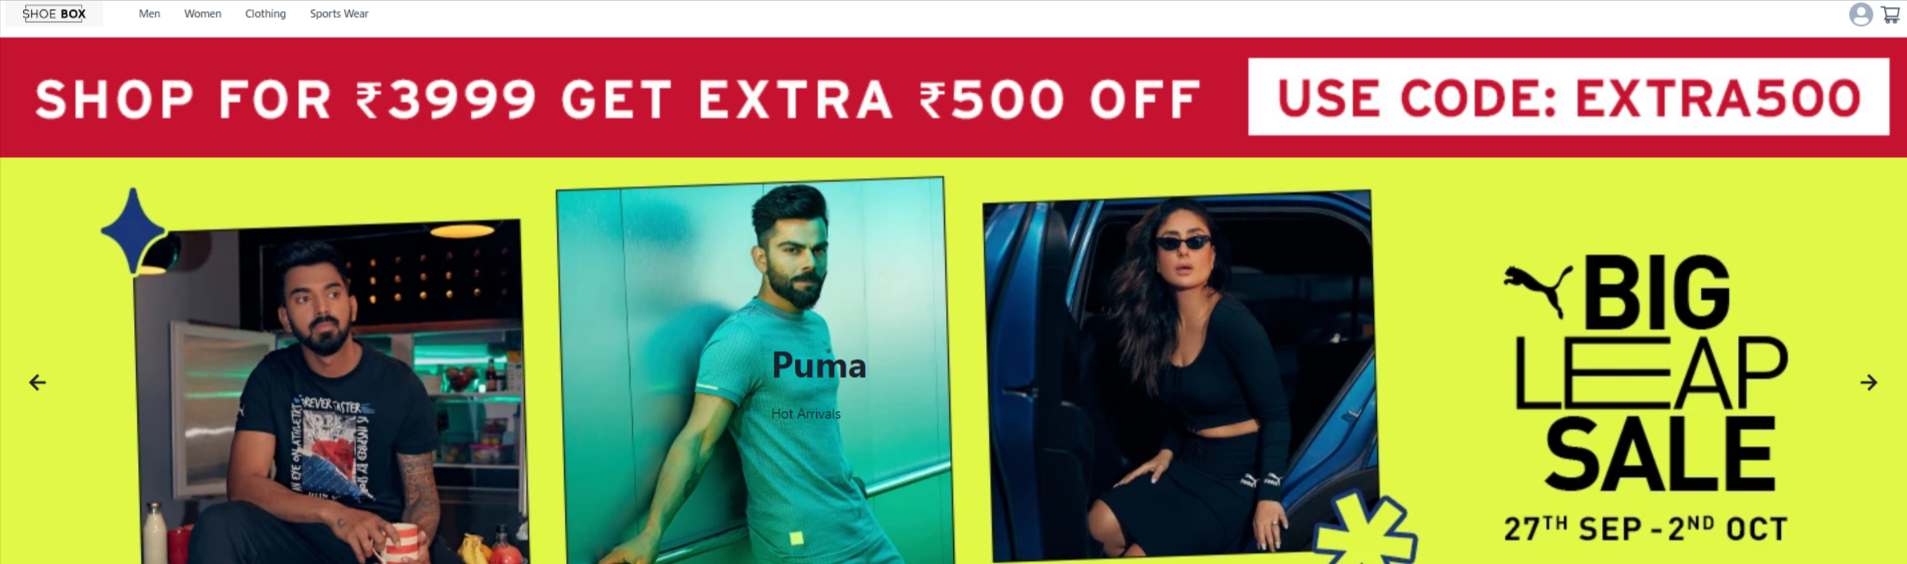 SHOE BOX
Men
Women
Clothing
Sports Wear
SHOP FOR ₹3999 GET EXTRA ₹500 OFF
USE CODE: EXTRA500
Puma
Hot Arrivals
BIG
LEAP
SALE
27TH SEP - 2ND OCT